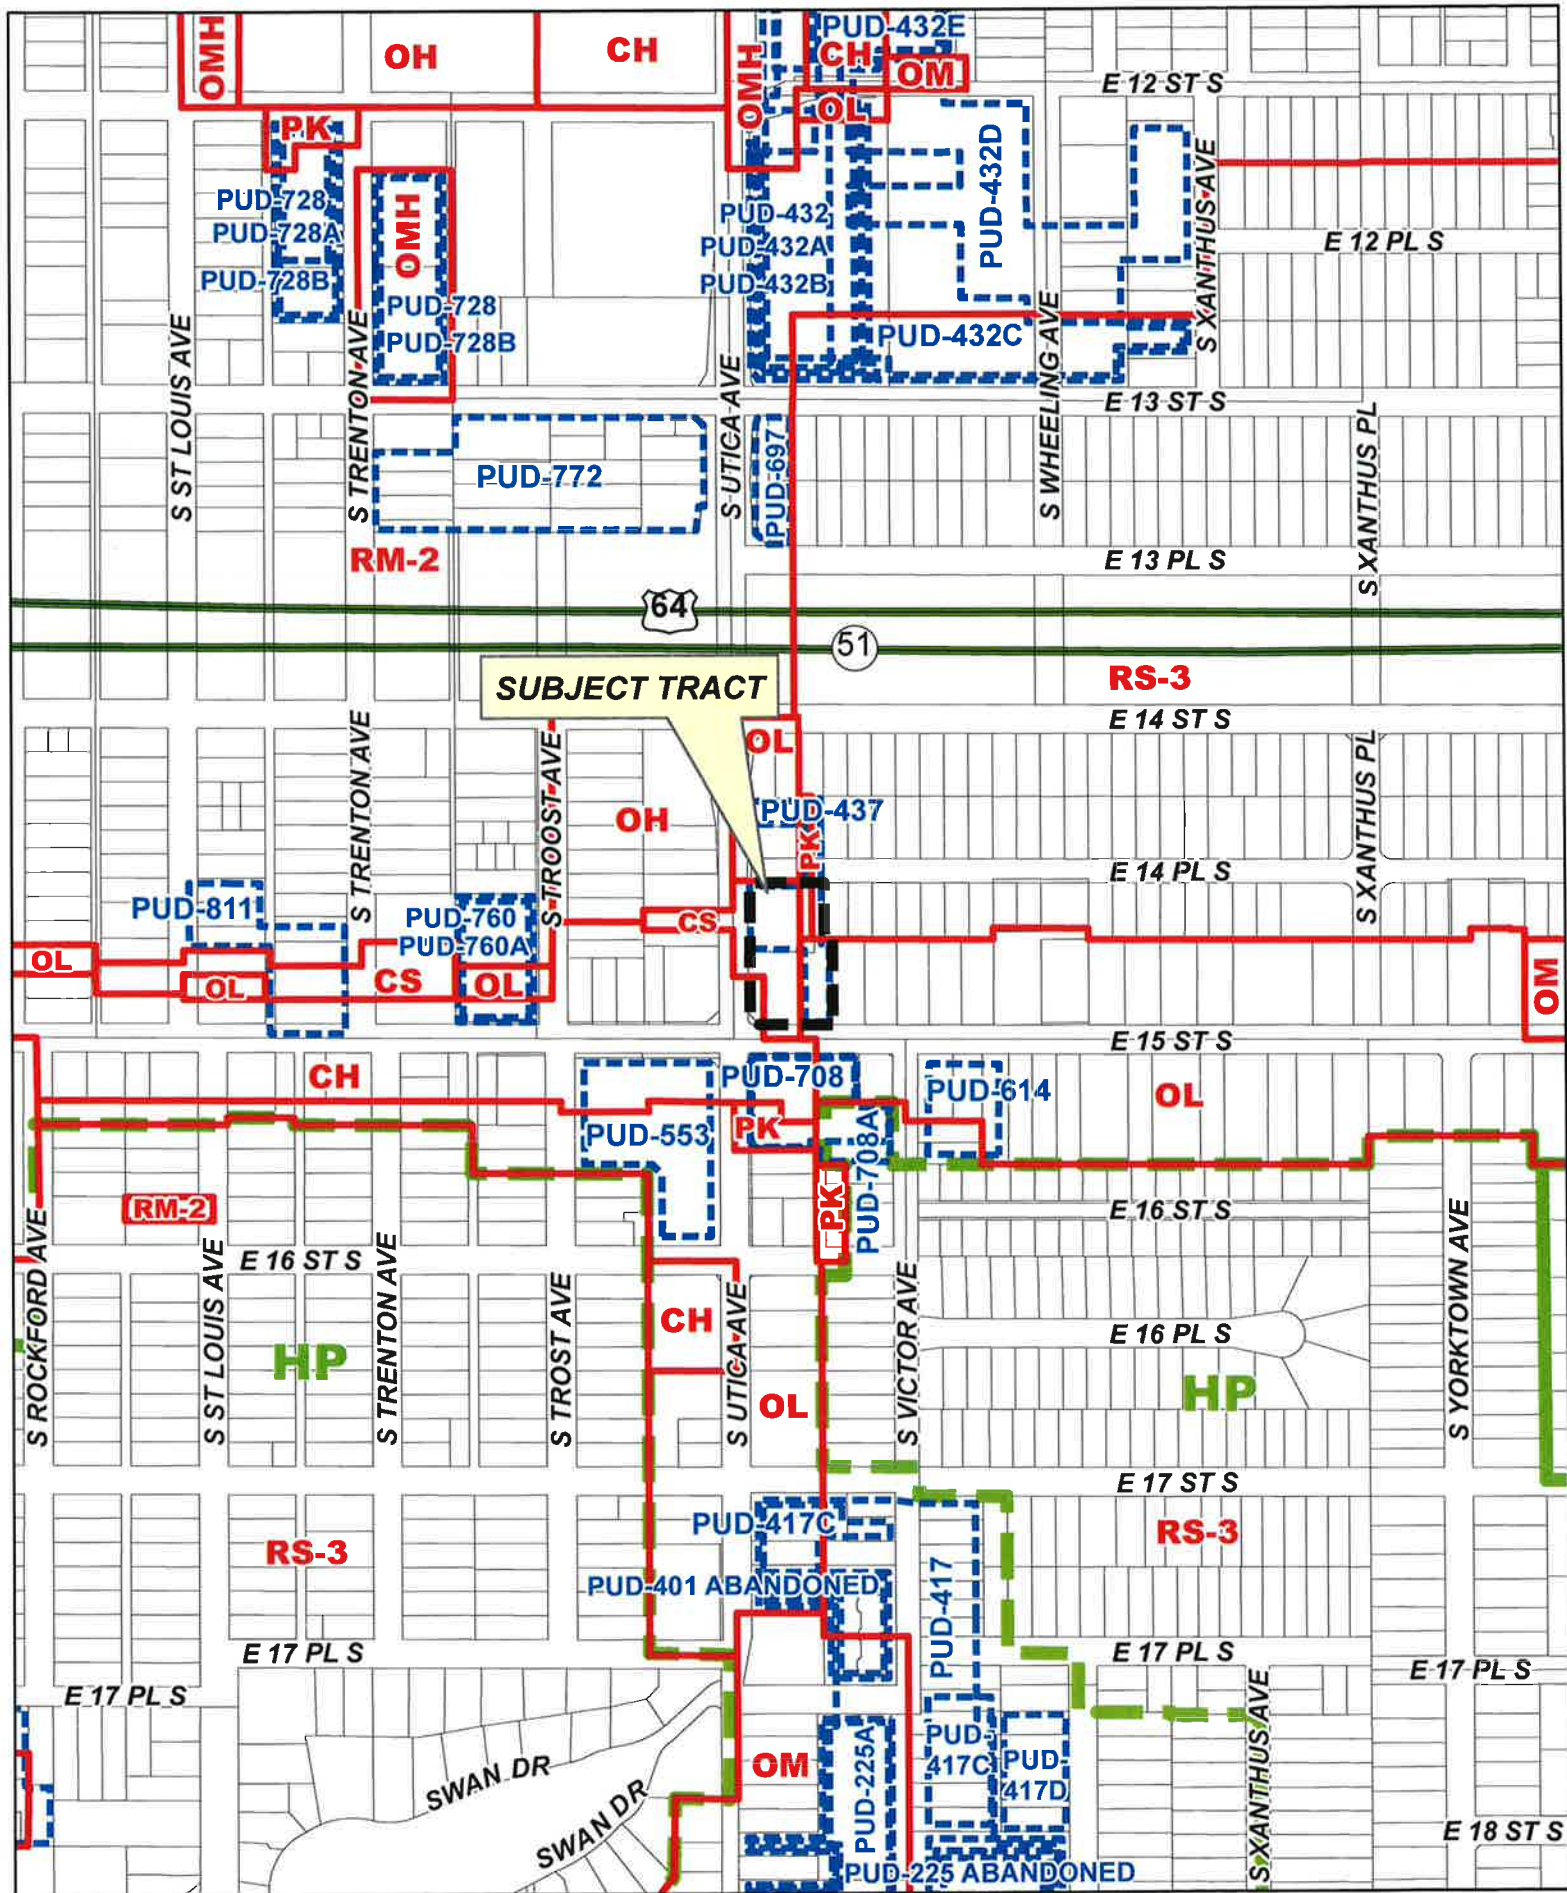 PUD-432E
OMH
OH
CH
OMH
CH
OM
OL
E 12 ST S
PK
PUD-728
PUD-728A
PUD-728B
OMH
PUD-728
PUD-728B
PUD-432
PUD-432A
PUD-432B
PUD-432D
S XANTHUS AVE
E 12 PL S
PUD-432C
S ST LOUIS AVE
S TRENTON AVE
S UTICA AVE
S WHEELING AVE
E 13 ST S
S XANTHUS PL
PUD-772
PUD-697
RM-2
E 13 PL S
64
51
RS-3
SUBJECT TRACT
E 14 ST S
OL
S TRENTON AVE
S TROOST AVE
S XANTHUS PL
OH
PUD-437
PK
E 14 PL S
PUD-811
PUD-760
PUD-760A
CS
OL
OL
CS
OL
OM
E 15 ST S
CH
PUD-708
PUD-614
OL
PUD-553
PK
PUD-708A
PK
RM-2
E 16 ST S
E 16 ST S
S ROCKFORD AVE
S ST LOUIS AVE
S TRENTON AVE
S TROST AVE
S UTICA AVE
S VICTOR AVE
S YORKTOWN AVE
CH
E 16 PL S
HP
HP
OL
E 17 ST S
PUD-417C
RS-3
RS-3
PUD-401 ABANDONED
PUD-417
E 17 PL S
E 17 PL S
E 17 PL S
E 17 PL S
S XANTHUS AVE
SWAN DR
SWAN DR
OM
PUD-225A
PUD-
417C
PUD-
417D
E 18 ST S
PUD-225 ABANDONED